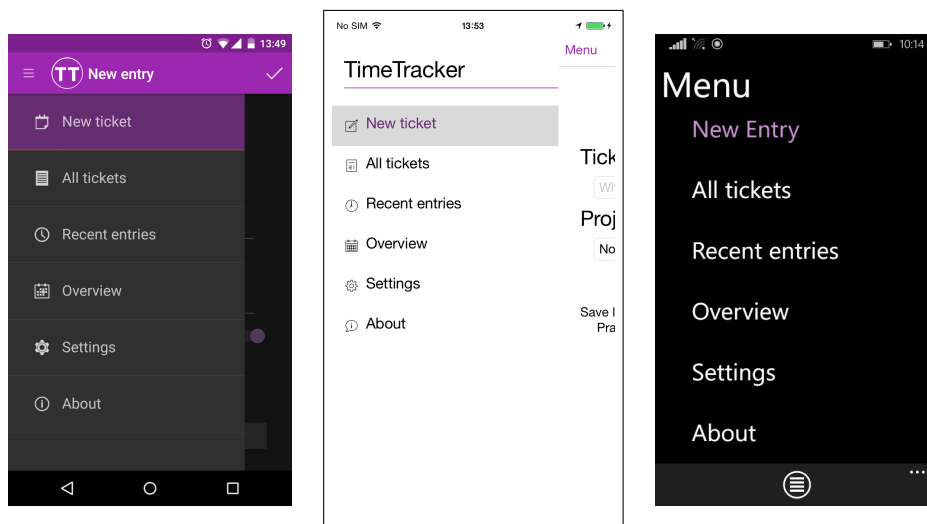 13:49
TT New entry
New ticket
All tickets
Recent entries
Overview
Settings
About
No SIM 13:53
Menu
TimeTracker
New ticket
All tickets
Recent entries
Overview
Settings
About
Tick
Wh
Proj
No
Save l
Pra
10:14
Menu
New Entry
All tickets
Recent entries
Overview
Settings
About